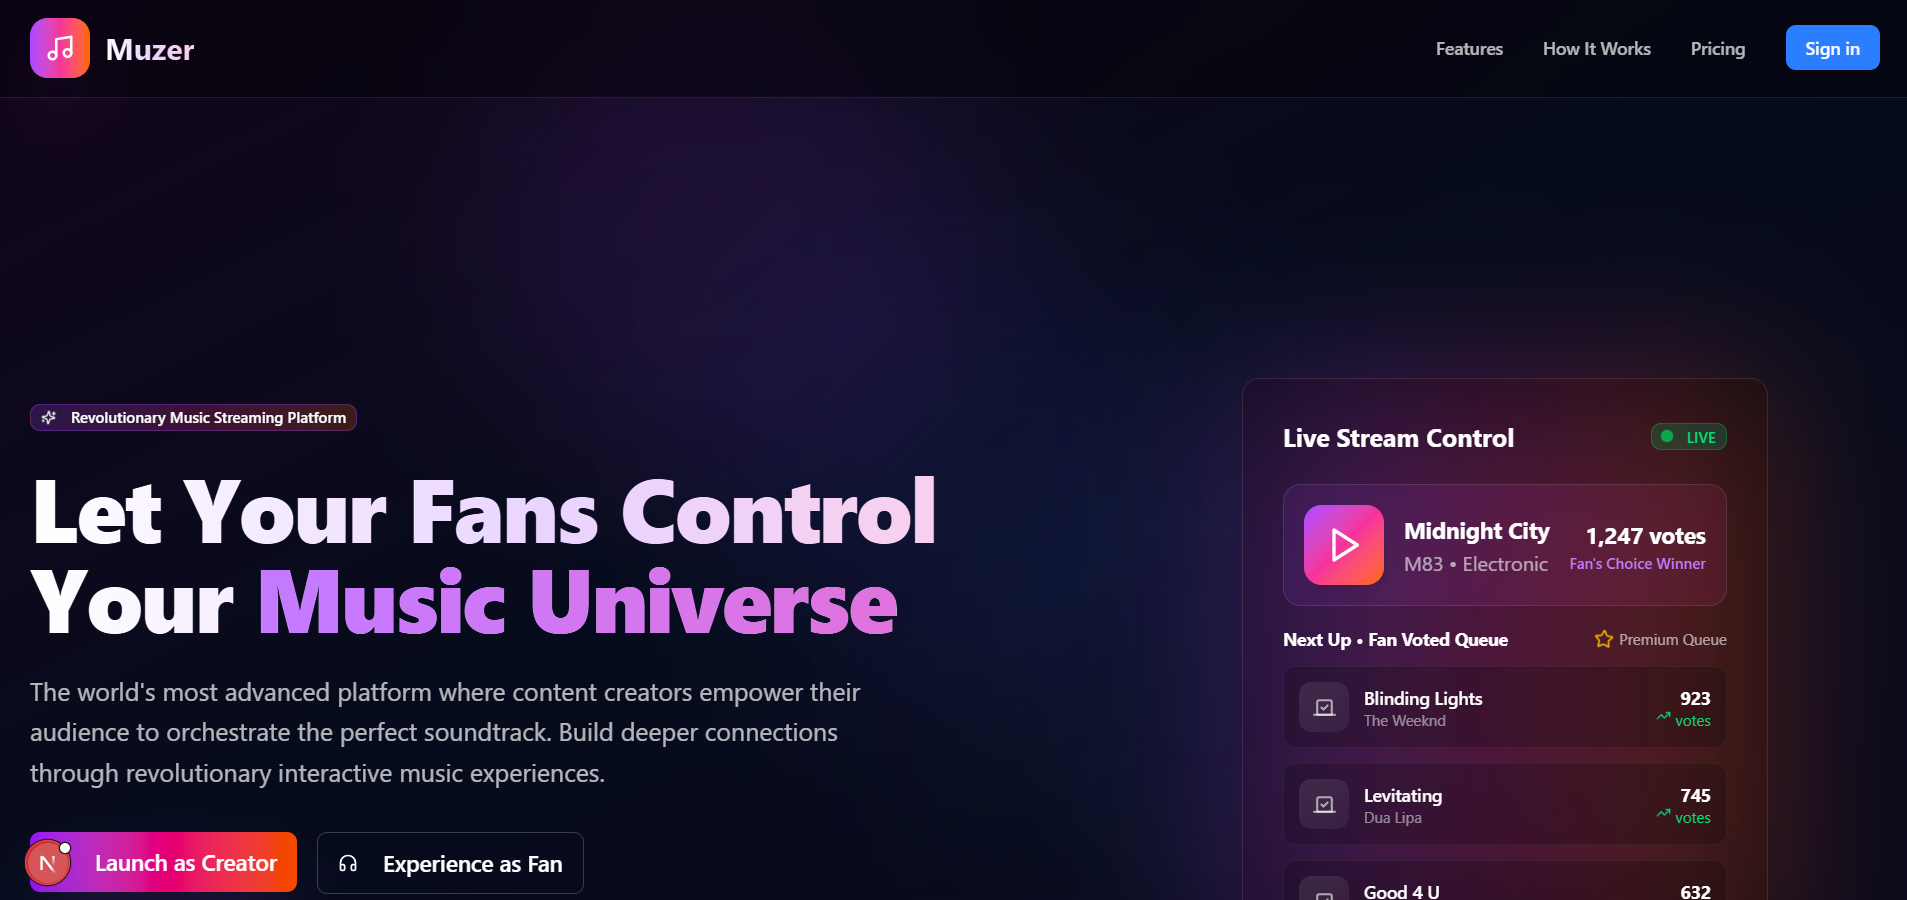 Muzer
Features
How It Works
Pricing
Sign in
Revolutionary Music Streaming Platform
Let Your Fans Control
Your Music Universe
The world's most advanced platform where content creators empower their
audience to orchestrate the perfect soundtrack. Build deeper connections
through revolutionary interactive music experiences.
N
Launch as Creator
Experience as Fan
Live Stream Control
LIVE
Midnight City
M83 • Electronic
1,247 votes
Fan's Choice Winner
Next Up • Fan Voted Queue
Premium Queue
Blinding Lights
The Weeknd
923
votes
Levitating
Dua Lipa
745
votes
Good 4 U
632